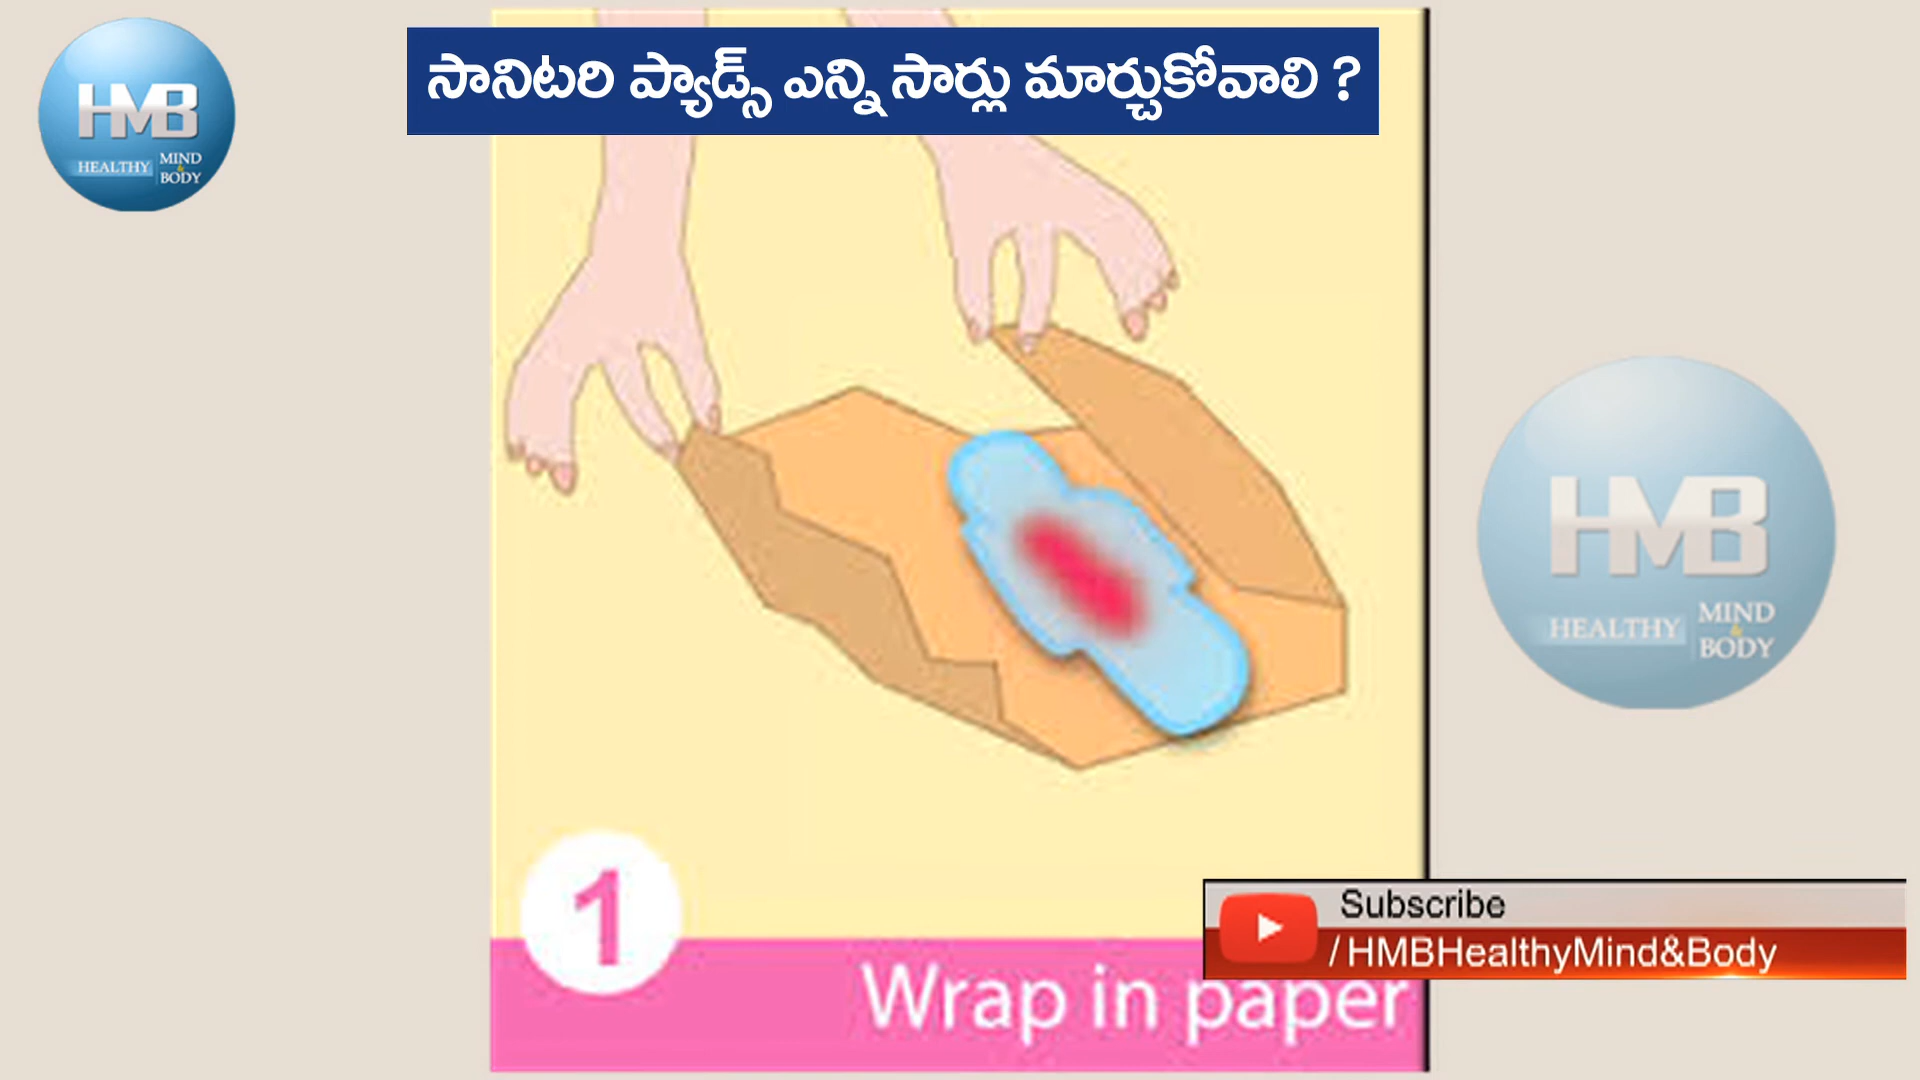 HMB
HEALTHY MIND & BODY
సానిటరి ప్యాడ్స్ ఎన్ని సార్లు మార్చుకోవాలి ?
HMB
HEALTHY MIND & BODY
1
Wrap in paper
Subscribe
/HMBHealthyMind&Body